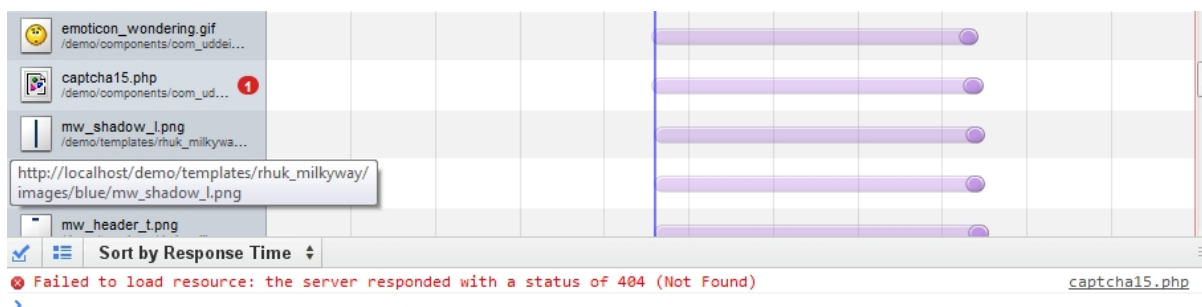 emoticon_wondering.gif
/demo/components/com_uddei...
captcha15.php
/demo/components/com_ud...
1
mw_shadow_l.png
/demo/templates/rhuk_milkywa...
http://localhost/demo/templates/rhuk_milkyway/
images/blue/mw_shadow_l.png
mw_header_t.png
Sort by Response Time
Failed to load resource: the server responded with a status of 404 (Not Found)
captcha15.php